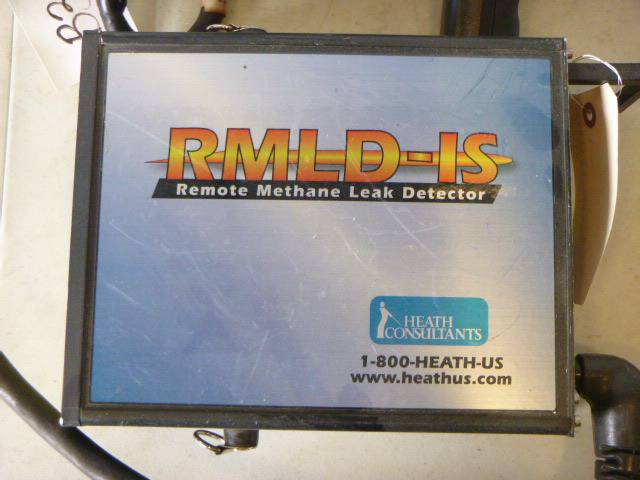 RMLD-IS
Remote Methane Leak Detector
HEATH
CONSULTANTS
1-800-HEATH-US
www.heathus.com